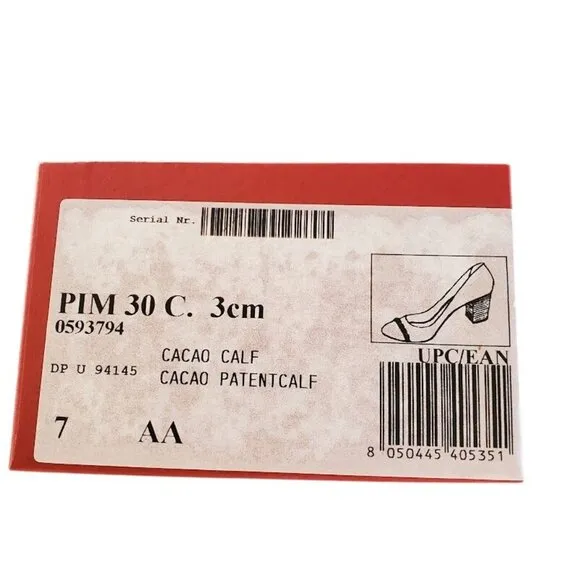 Serial Nr.
PIM 30 C. 3cm
0593794
CACAO CALF
DP U 94145
CACAO PATENTCALF
7 AA
UPC/EAN
8 050445 405351